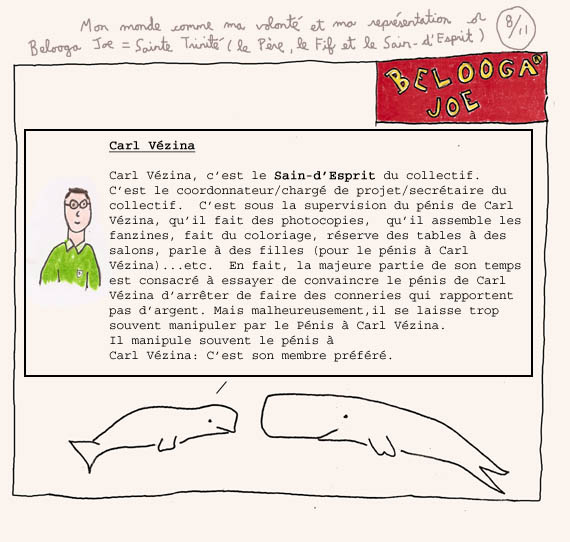 Mon monde comme ma volonté et ma représentation or
Belooga Joe = Sainte Trinité (le Père, le Fif et le Sain-d'Esprit)
8/11
BELOOGA
JOE
Carl Vézina
Carl Vézina, c'est le Sain-d'Esprit du collectif.
C'est le coordonnateur/chargé de projet/secrétaire du
collectif. C'est sous la supervision du pénis de Carl
Vézina, qu'il fait des photocopies, qu'il assemble les
fanzines, fait du coloriage, réserve des tables à des
salons, parle à des filles (pour le pénis à Carl
Vézina)...etc. En fait, la majeure partie de son temps
est consacré à essayer de convaincre le pénis de Carl
Vézina d'arrêter de faire des conneries qui rapportent
pas d'argent. Mais malheureusement,il se laisse trop
souvent manipuler par le Pénis à Carl Vézina.
Il manipule souvent le pénis à
Carl Vézina: C'est son membre préféré.